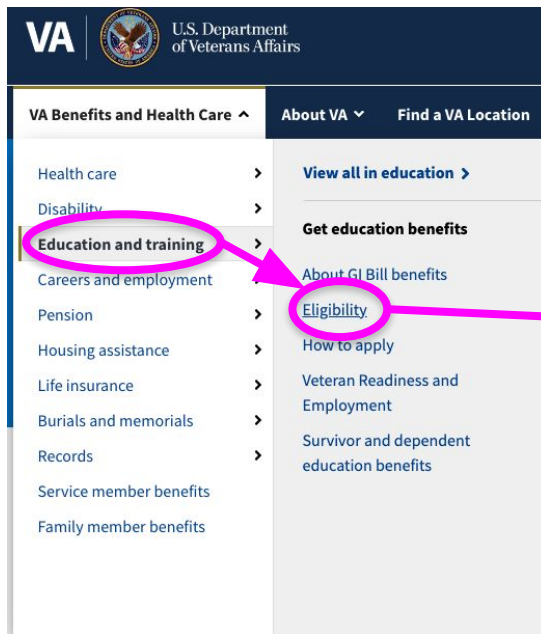 VA
U.S. Department
of Veterans Affairs
VA Benefits and Health Care
About VA
Find a VA Location
Health care
Disability
Education and training
Careers and employment
Pension
Housing assistance
Life insurance
Burials and memorials
Records
Service member benefits
Family member benefits
View all in education
Get education benefits
About GI Bill benefits
Eligibility
How to apply
Veteran Readiness and
Employment
Survivor and dependent
education benefits